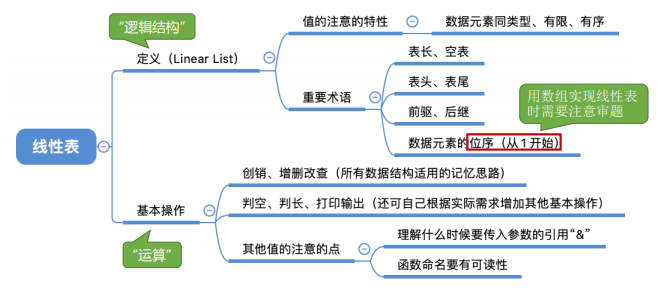 “逻辑结构”
值的注意的特性
数据元素同类型、有限、有序
定义（Linear List）
表长、空表
表头、表尾
重要术语
用数组实现线性表
时需要注意审题
前驱、后继
数据元素的位序（从1开始）
线性表
创销、增删改查（所有数据结构适用的记忆思路）
基本操作
判空、判长、打印输出（还可自己根据实际需求增加其他基本操作）
“运算”
其他值的注意的点
理解什么时候要传入参数的引用“&”
函数命名要有可读性